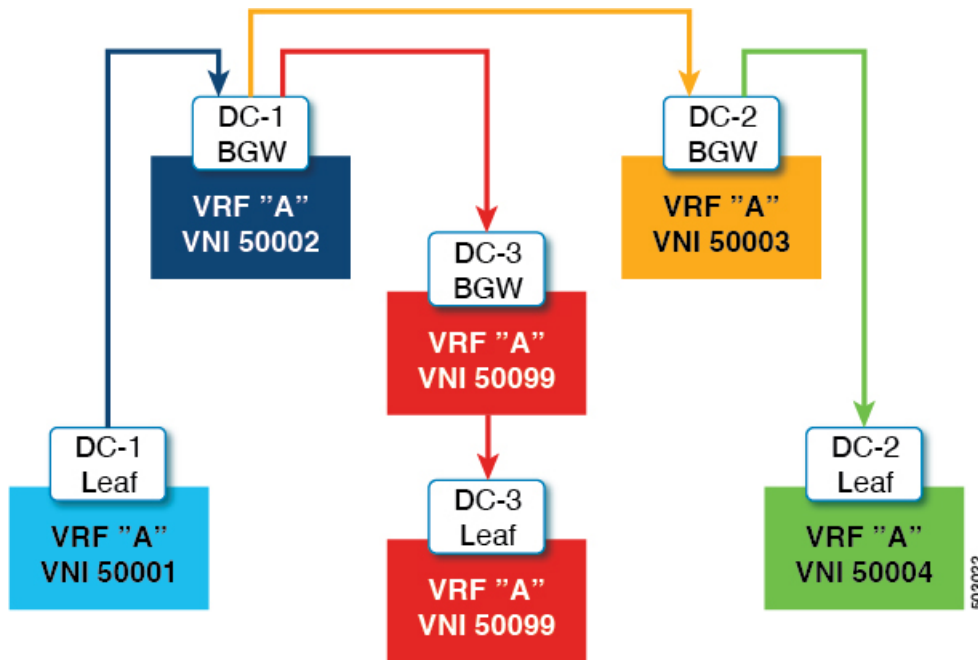 DC-1
BGW
VRF ”A”
VNI 50002
DC-2
BGW
VRF ”A”
VNI 50003
DC-3
BGW
VRF ”A”
VNI 50099
DC-1
Leaf
VRF ”A”
VNI 50001
DC-3
Leaf
VRF ”A”
VNI 50099
DC-2
Leaf
VRF ”A”
VNI 50004